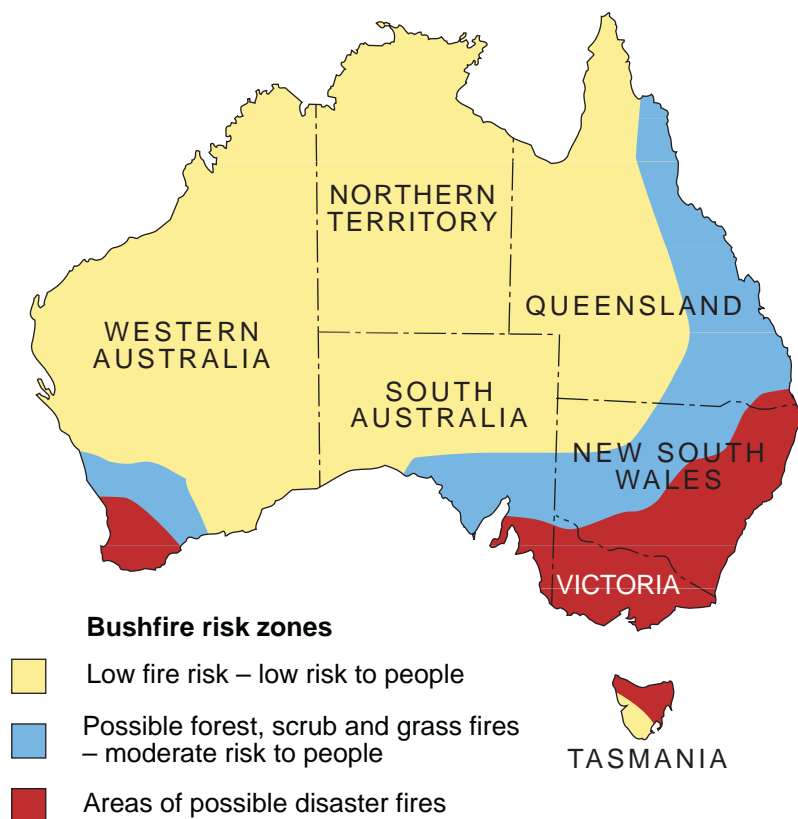 NORTHERN
TERRITORY
QUEENSLAND
WESTERN
AUSTRALIA
SOUTH
AUSTRALIA
NEW SOUTH
WALES
VICTORIA
TASMANIA
Bushfire risk zones
Low fire risk – low risk to people
Possible forest, scrub and grass fires
– moderate risk to people
Areas of possible disaster fires